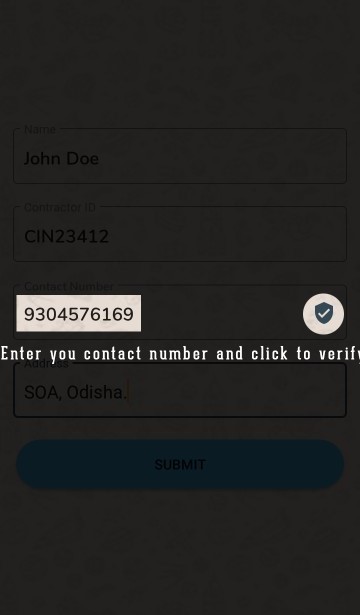 Name
John Doe
Contractor ID
CIN23412
Contact Number
9304576169
Enter you contact number and click to verify
Address
SOA, Odisha.
SUBMIT